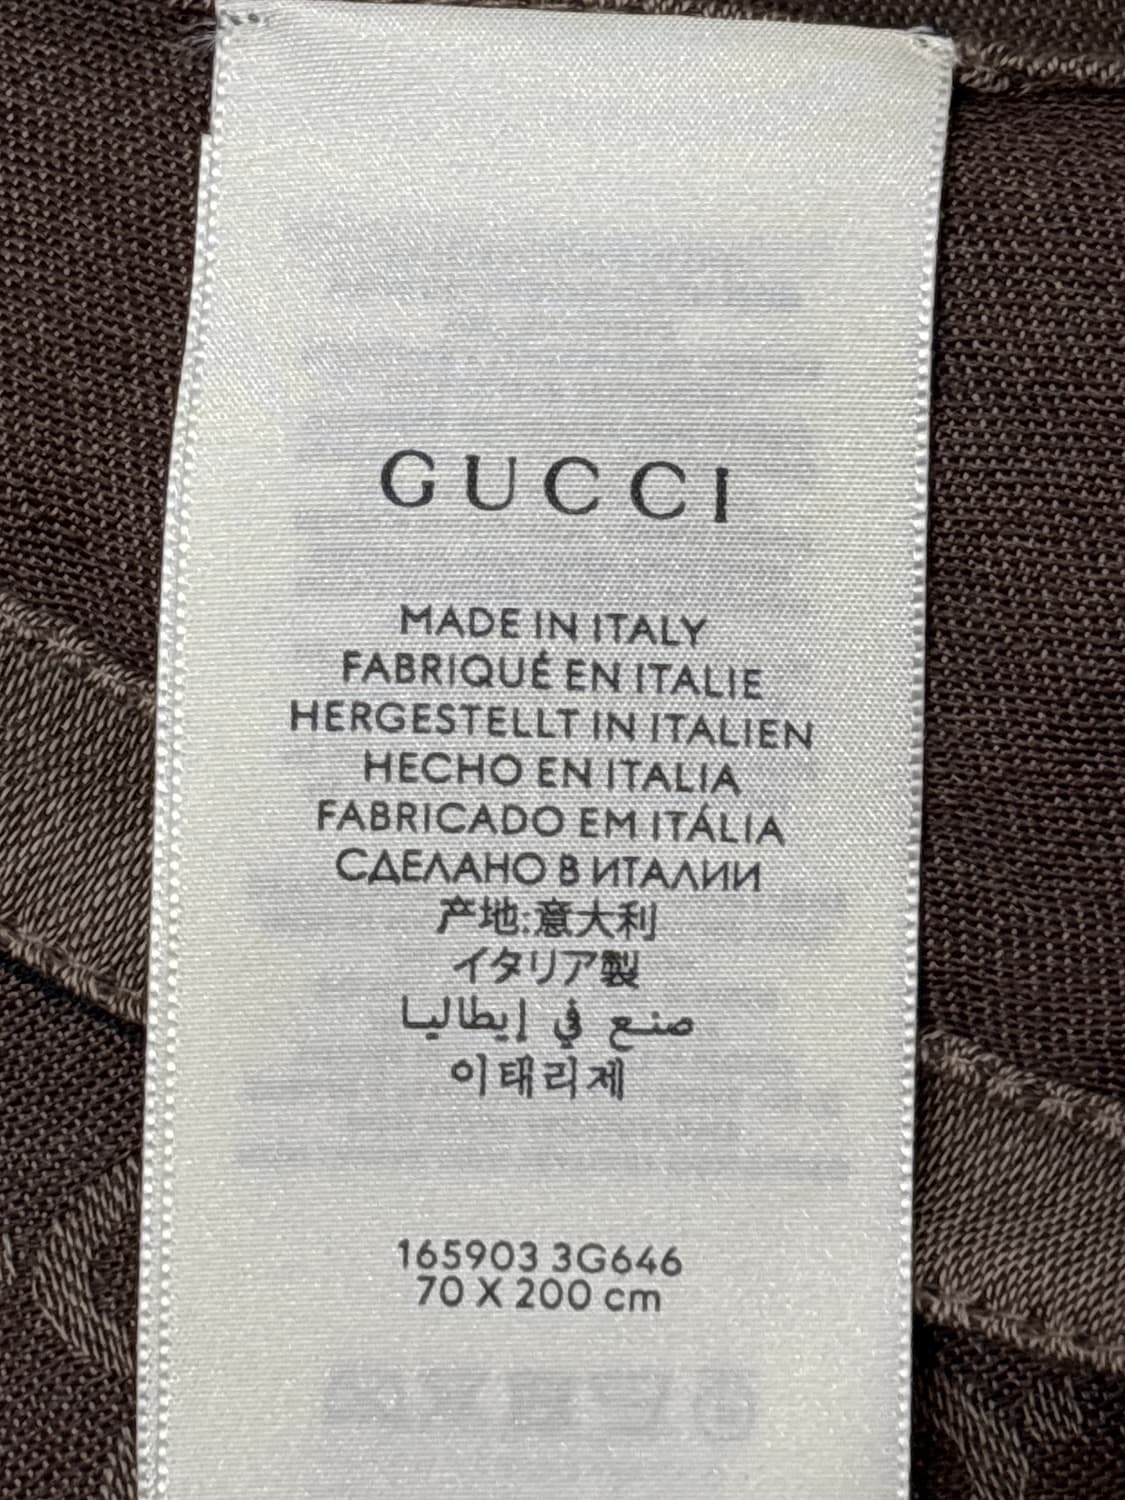 GUCCI
MADE IN ITALY
FABRIQUÉ EN ITALIE
HERGESTELLT IN ITALIEN
HECHO EN ITALIA
FABRICADO EM ITÁLIA
СДЕЛАНО В ИТАЛИИ
产地:意大利
イタリア製
صنع في إيطاليا
이태리제
165903 3G646
70 X 200 cm